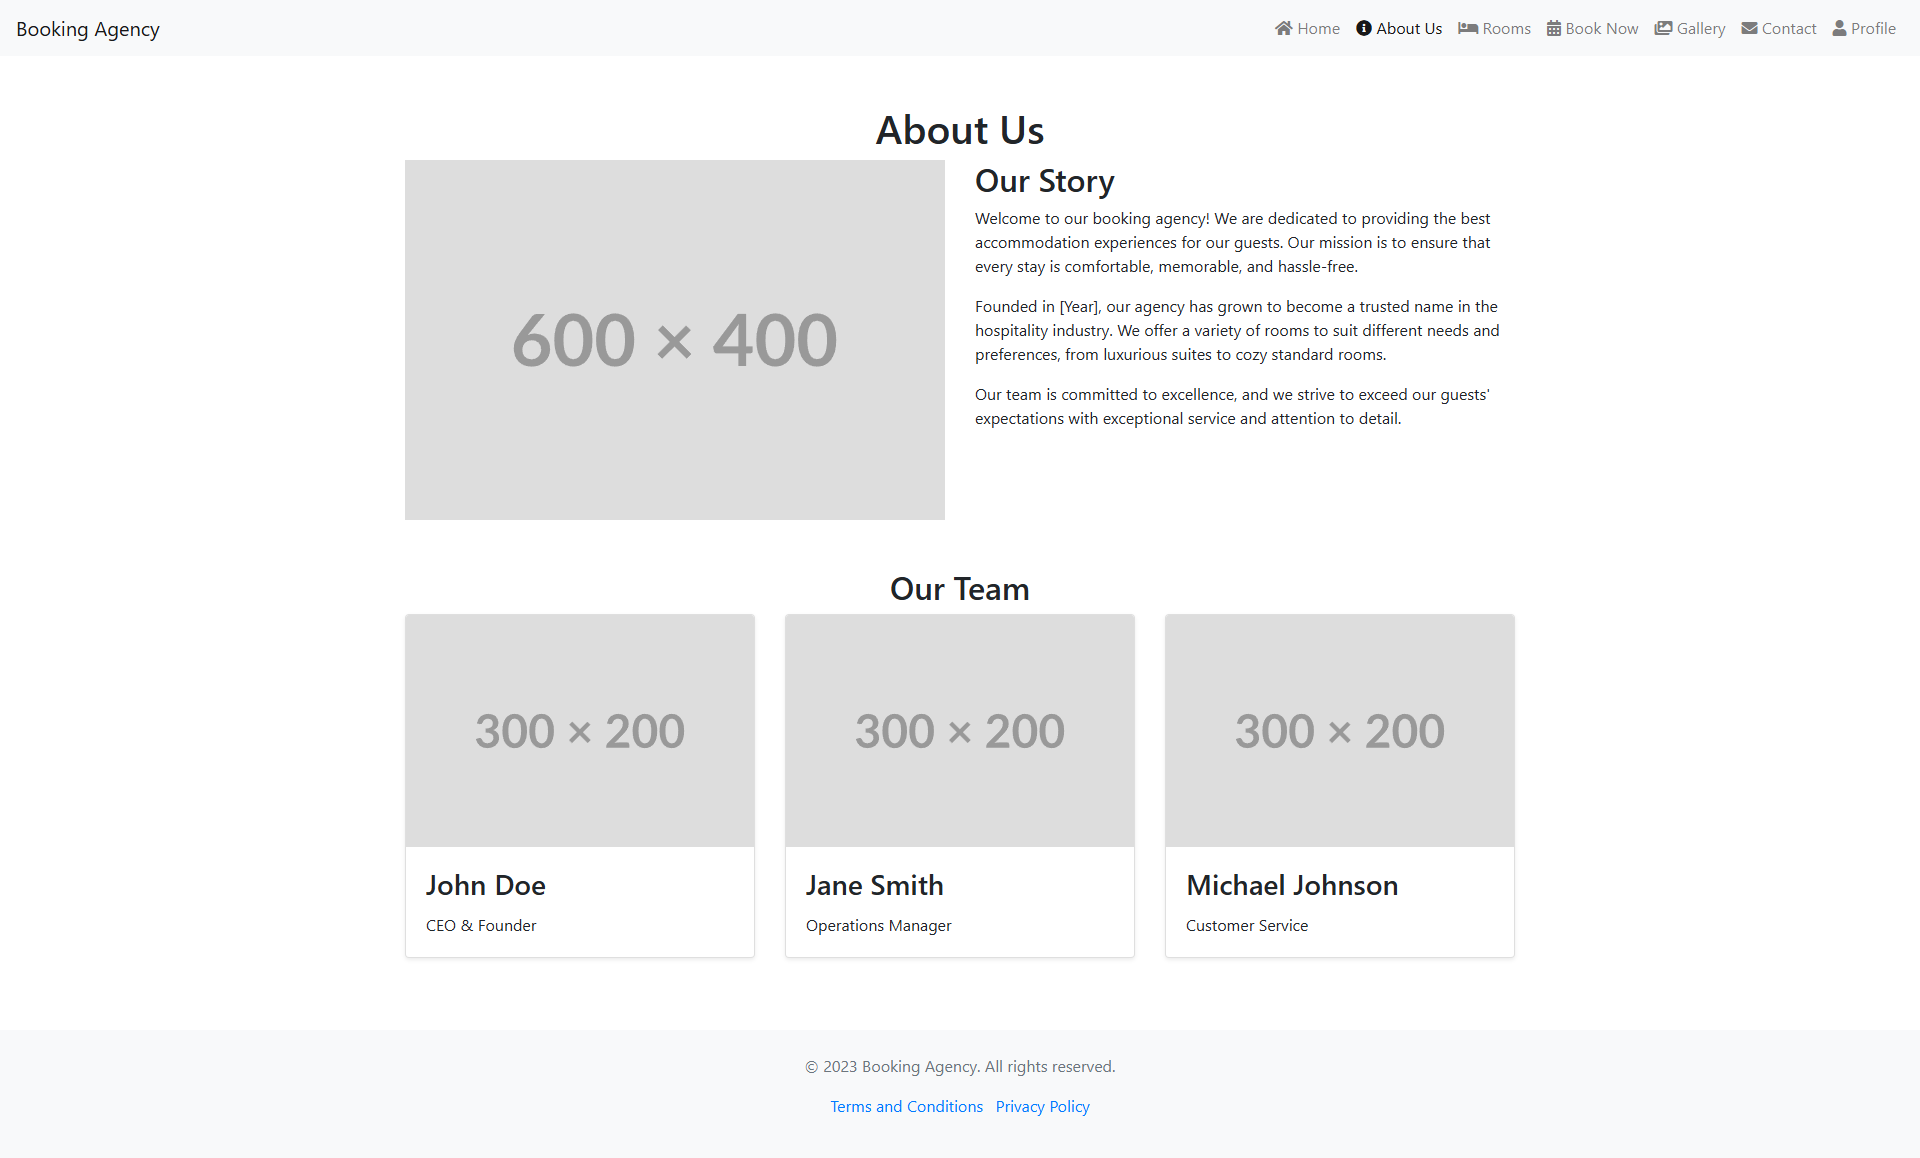 Booking Agency
Home
About Us
Rooms
Book Now
Gallery
Contact
Profile
About Us
600 × 400
Our Story
Welcome to our booking agency! We are dedicated to providing the best
accommodation experiences for our guests. Our mission is to ensure that
every stay is comfortable, memorable, and hassle-free.
Founded in [Year], our agency has grown to become a trusted name in the
hospitality industry. We offer a variety of rooms to suit different needs and
preferences, from luxurious suites to cozy standard rooms.
Our team is committed to excellence, and we strive to exceed our guests'
expectations with exceptional service and attention to detail.
Our Team
300 × 200
John Doe
CEO & Founder
300 × 200
Jane Smith
Operations Manager
300 × 200
Michael Johnson
Customer Service
© 2023 Booking Agency. All rights reserved.
Terms and Conditions Privacy Policy